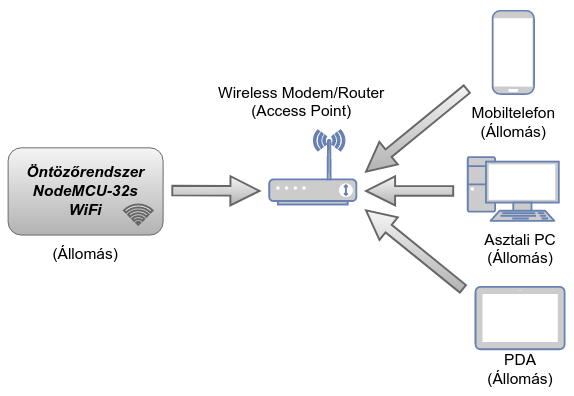 Wireless Modem/Router
(Access Point)
Öntözőrendszer
NodeMCU-32s
WiFi
(Állomás)
Mobiltelefon
(Állomás)
Asztali PC
(Állomás)
PDA
(Állomás)